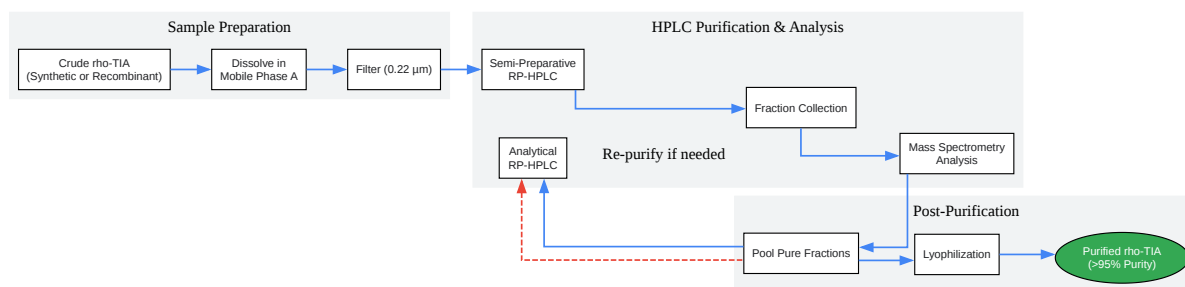 Sample Preparation
Crude rho-TIA
(Synthetic or Recombinant)
Dissolve in
Mobile Phase A
Filter (0.22 µm)
HPLC Purification & Analysis
Semi-Preparative
RP-HPLC
Fraction Collection
Mass Spectrometry
Analysis
Analytical
RP-HPLC
Re-purify if needed
Post-Purification
Pool Pure Fractions
Lyophilization
Purified rho-TIA
(>95% Purity)